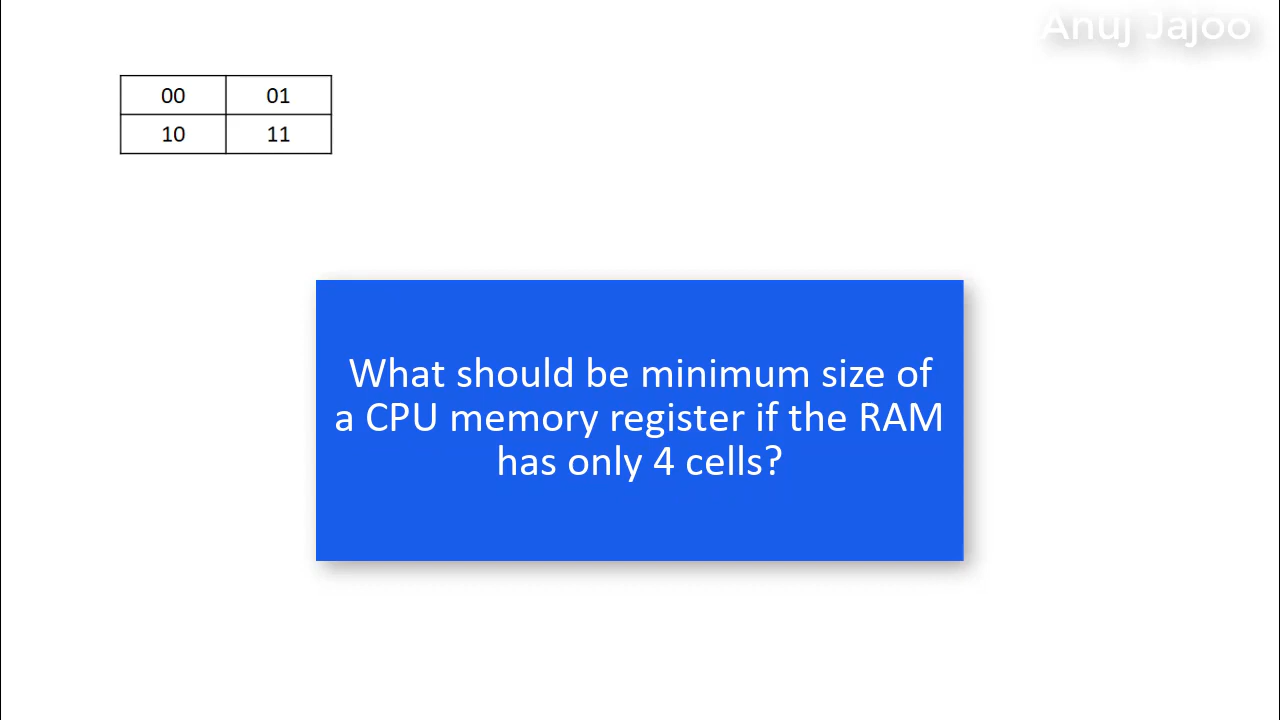 Anuj Jajoo
00 01
10 11
What should be minimum size of
a CPU memory register if the RAM
has only 4 cells?